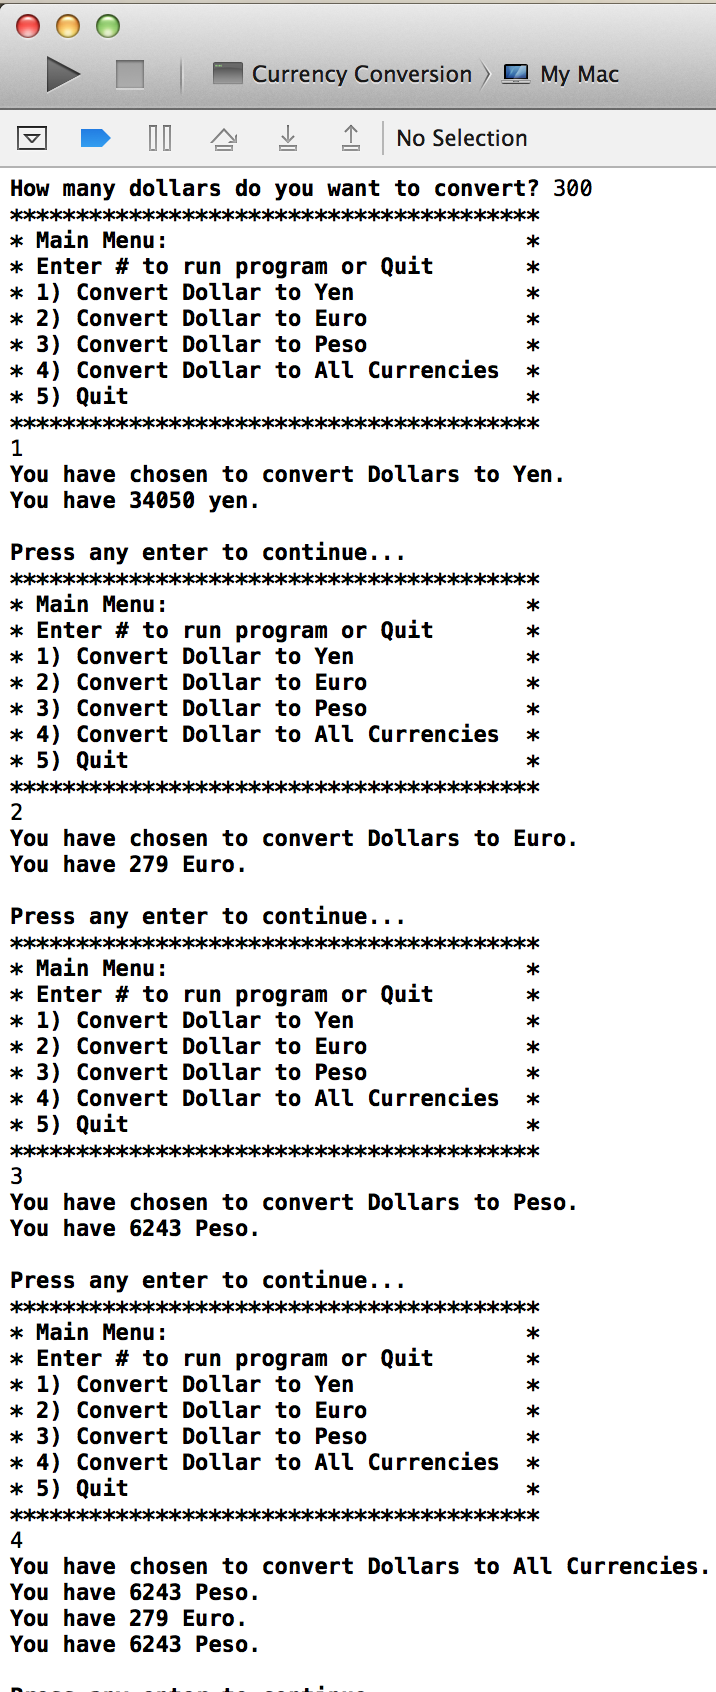 Currency Conversion
My Mac
No Selection
How many dollars do you want to convert? 300
****************************************
* Main Menu:                           *
* Enter # to run program or Quit       *
* 1) Convert Dollar to Yen             *
* 2) Convert Dollar to Euro            *
* 3) Convert Dollar to Peso            *
* 4) Convert Dollar to All Currencies  *
* 5) Quit                              *
****************************************
1
You have chosen to convert Dollars to Yen.
You have 34050 yen.

Press any enter to continue...
****************************************
* Main Menu:                           *
* Enter # to run program or Quit       *
* 1) Convert Dollar to Yen             *
* 2) Convert Dollar to Euro            *
* 3) Convert Dollar to Peso            *
* 4) Convert Dollar to All Currencies  *
* 5) Quit                              *
****************************************
2
You have chosen to convert Dollars to Euro.
You have 279 Euro.

Press any enter to continue...
****************************************
* Main Menu:                           *
* Enter # to run program or Quit       *
* 1) Convert Dollar to Yen             *
* 2) Convert Dollar to Euro            *
* 3) Convert Dollar to Peso            *
* 4) Convert Dollar to All Currencies  *
* 5) Quit                              *
****************************************
3
You have chosen to convert Dollars to Peso.
You have 6243 Peso.

Press any enter to continue...
****************************************
* Main Menu:                           *
* Enter # to run program or Quit       *
* 1) Convert Dollar to Yen             *
* 2) Convert Dollar to Euro            *
* 3) Convert Dollar to Peso            *
* 4) Convert Dollar to All Currencies  *
* 5) Quit                              *
****************************************
4
You have chosen to convert Dollars to All Currencies.
You have 6243 Peso.
You have 279 Euro.
You have 6243 Peso.